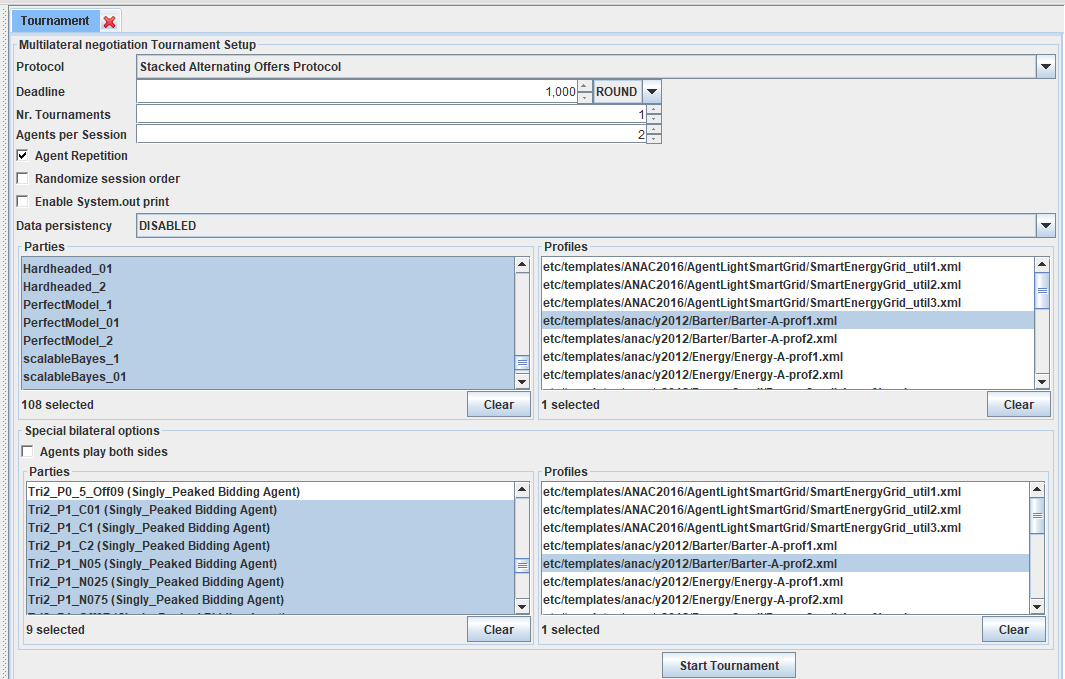 Tournament
Multilateral negotiation Tournament Setup
Protocol Stacked Alternating Offers Protocol
Deadline 1,000 ROUND
Nr. Tournaments 1
Agents per Session 2
Agent Repetition
Randomize session order
Enable System.out print
Data persistency DISABLED
Parties
Hardheaded_01
Hardheaded_2
PerfectModel_1
PerfectModel_01
PerfectModel_2
scalableBayes_1
scalableBayes_01
108 selected
Clear
Profiles
etc/templates/ANAC2016/AgentLightSmartGrid/SmartEnergyGrid_util1.xml
etc/templates/ANAC2016/AgentLightSmartGrid/SmartEnergyGrid_util2.xml
etc/templates/ANAC2016/AgentLightSmartGrid/SmartEnergyGrid_util3.xml
etc/templates/anac/y2012/Barter/Barter-A-prof1.xml
etc/templates/anac/y2012/Barter/Barter-A-prof2.xml
etc/templates/anac/y2012/Energy/Energy-A-prof1.xml
etc/templates/anac/y2012/Energy/Energy-A-prof2.xml
1 selected
Clear
Special bilateral options
Agents play both sides
Parties
Tri2_P0_5_Off09 (Singly_Peaked Bidding Agent)
Tri2_P1_C01 (Singly_Peaked Bidding Agent)
Tri2_P1_C1 (Singly_Peaked Bidding Agent)
Tri2_P1_C2 (Singly_Peaked Bidding Agent)
Tri2_P1_N05 (Singly_Peaked Bidding Agent)
Tri2_P1_N025 (Singly_Peaked Bidding Agent)
Tri2_P1_N075 (Singly_Peaked Bidding Agent)
9 selected
Clear
Profiles
etc/templates/ANAC2016/AgentLightSmartGrid/SmartEnergyGrid_util1.xml
etc/templates/ANAC2016/AgentLightSmartGrid/SmartEnergyGrid_util2.xml
etc/templates/ANAC2016/AgentLightSmartGrid/SmartEnergyGrid_util3.xml
etc/templates/anac/y2012/Barter/Barter-A-prof1.xml
etc/templates/anac/y2012/Barter/Barter-A-prof2.xml
etc/templates/anac/y2012/Energy/Energy-A-prof1.xml
etc/templates/anac/y2012/Energy/Energy-A-prof2.xml
1 selected
Clear
Start Tournament